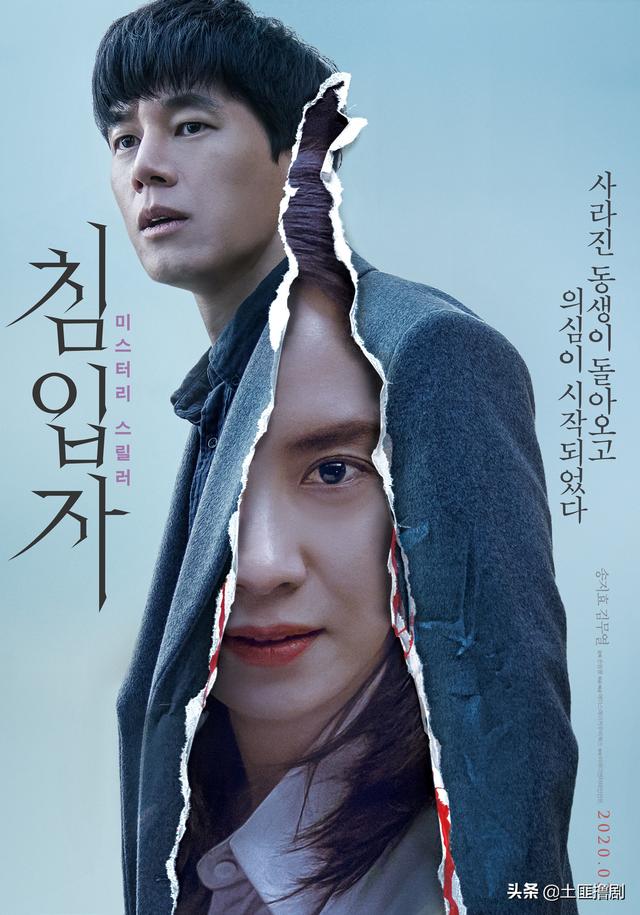 침입자
미스터리 스릴러
사라진 동생이 돌아오고
의심이 시작되었다
송지효 김무열
2020.0
头条 @土匪撸剧